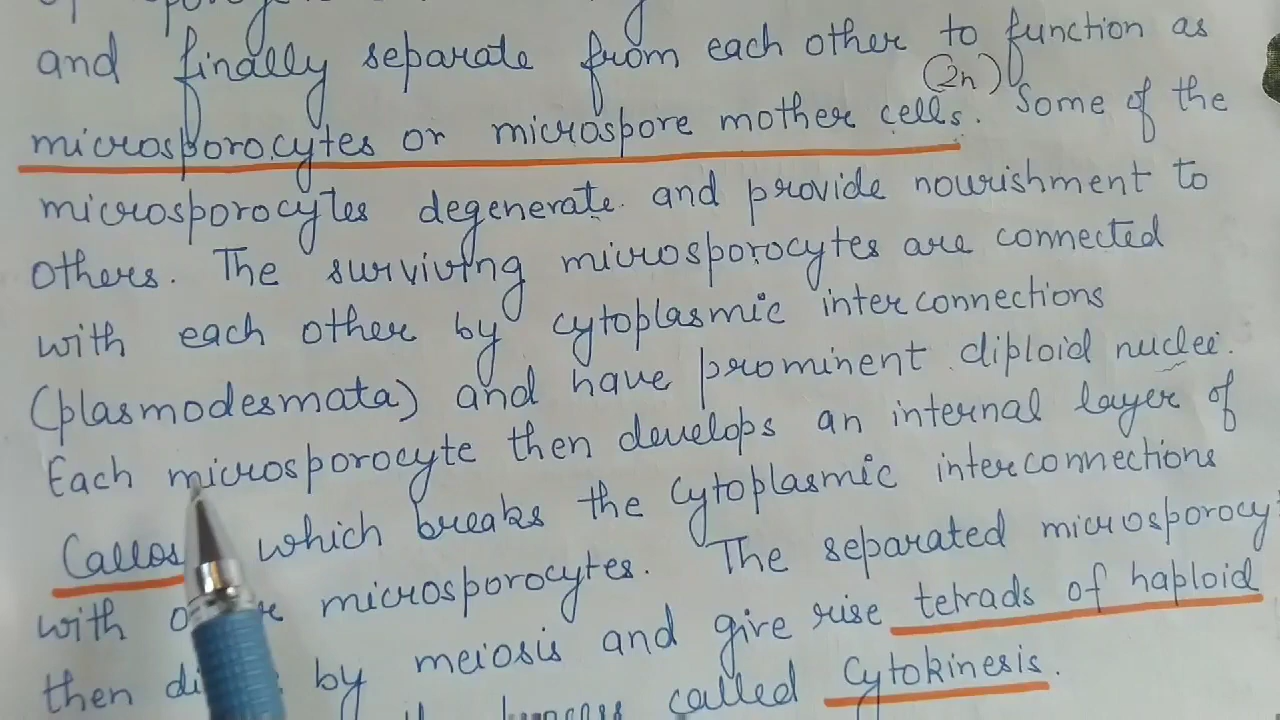 and finally separate from each other to function as
(2n)
microsporocytes or microspore mother cells. Some of the
microsporocytes degenerate and provide nourishment to
others. The surviving microsporocytes are connected
with each other by cytoplasmic interconnections
(plasmodesmata) and have prominent diploid nuclei.
Each microsporocyte then develops an internal layer of
which breaks the cytoplasmic interconnections
with microsporocytes. The separated microsporocy
then by meiosis and give rise tetrads of haploid
called Cytokinesis.